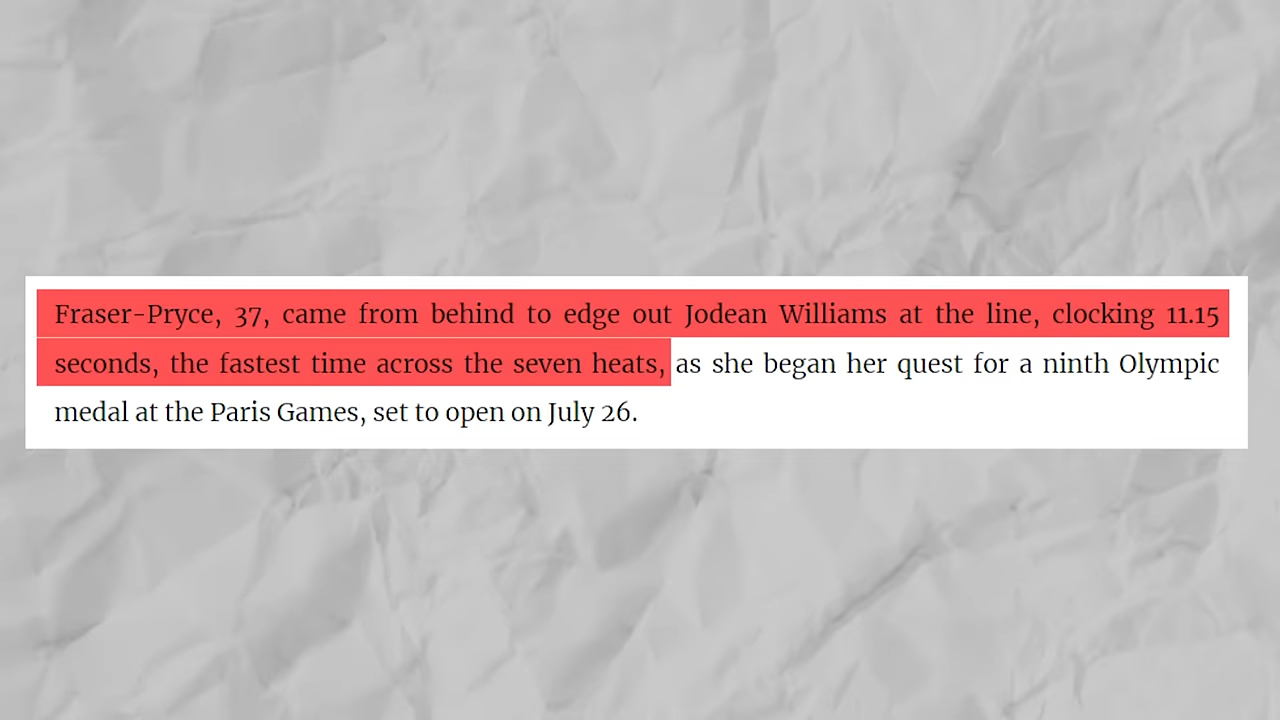 Fraser-Pryce, 37, came from behind to edge out Jodean Williams at the line, clocking 11.15
seconds, the fastest time across the seven heats, as she began her quest for a ninth Olympic
medal at the Paris Games, set to open on July 26.